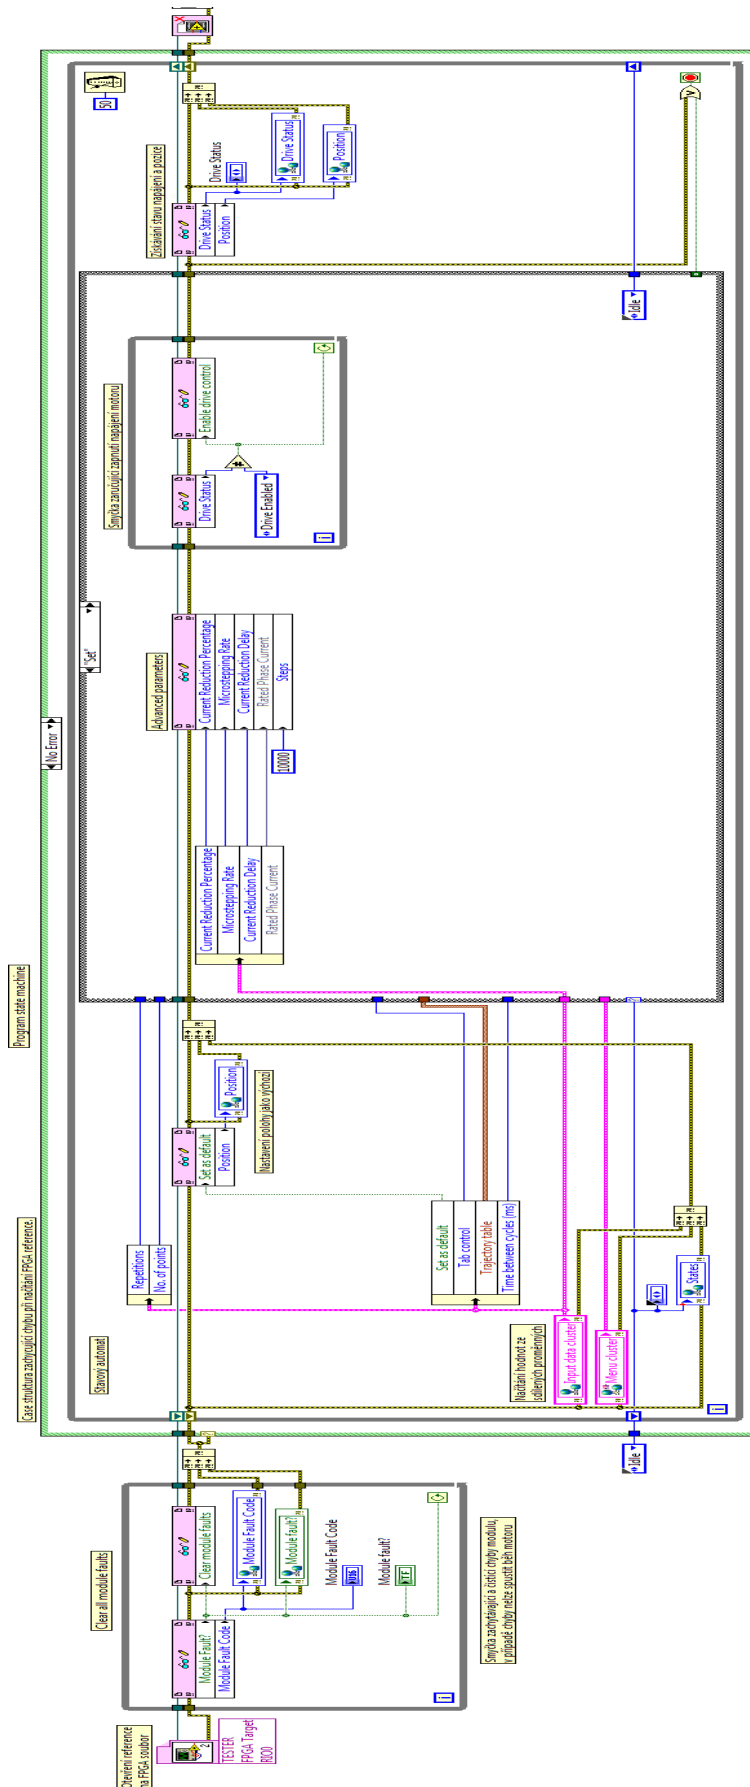 Otevření reference
na FPGA soubor
TESTER
FPGA Target
RIO0
Clear all module faults
Module Fault?
Module Fault Code
Clear module faults
Module Fault Code
Module fault?
Module Fault Code
U16
Module fault?
TF
i
Smyčka zachytávající a čistící chyby modulu,
v případě chyby nelze spustit běh motoru
Idle
Case struktura zachycující chybu při načítání FPGA reference.
Program state machine
No Error
Stavový automat
Repetitions
No. of points
Set as default
Position
Position
Nastavení polohy jako výchozí
Set as default
Tab control
Trajectory table
Time between cycles (ms)
Načítání hodnot ze
sdílených proměnných
Input data cluster
Menu cluster
States
i
"Set"
Current Reduction Percentage
Microstepping Rate
Current Reduction Delay
Rated Phase Current
Advanced parameters
Current Reduction Percentage
Microstepping Rate
Current Reduction Delay
Rated Phase Current
Steps
10000
Smyčka zaručující zapnutí napájení motoru
Drive Status
Drive Enabled
Enable drive control
i
Idle
Získávání stavu napájení a pozice
Drive Status
Position
Drive Status
Drive Status
Position
50